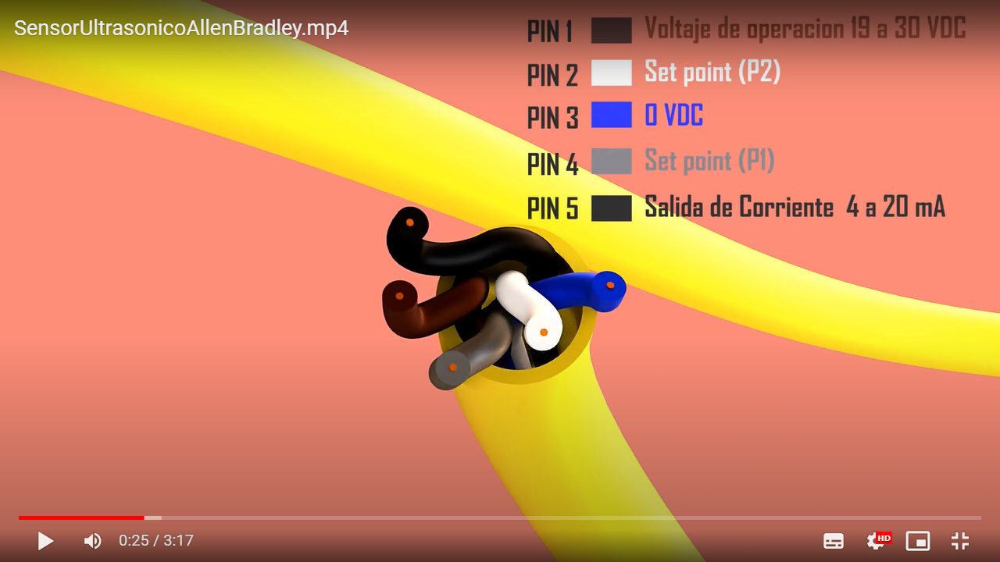 SensorUltrasonicoAllenBradley.mp4
PIN 1 Voltaje de operacion 19 a 30 VDC
PIN 2 Set point (P2)
PIN 3 0 VDC
PIN 4 Set point (P1)
PIN 5 Salida de Corriente 4 a 20 mA
0:25 / 3:17
HD